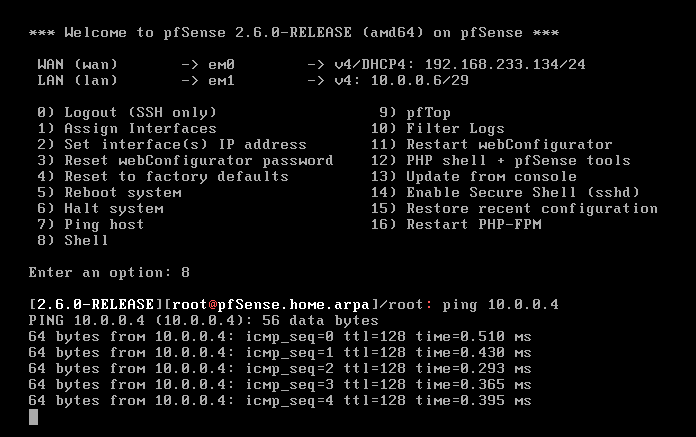 *** Welcome to pfSense 2.6.0-RELEASE (amd64) on pfSense ***
WAN (wan)       -> em0        -> v4/DHCP4: 192.168.233.134/24
LAN (lan)       -> em1        -> v4: 10.0.0.6/29
0) Logout (SSH only)                  9) pfTop
1) Assign Interfaces                 10) Filter Logs
2) Set interface(s) IP address       11) Restart webConfigurator
3) Reset webConfigurator password    12) PHP shell + pfSense tools
4) Reset to factory defaults         13) Update from console
5) Reboot system                     14) Enable Secure Shell (sshd)
6) Halt system                       15) Restore recent configuration
7) Ping host                         16) Restart PHP-FPM
8) Shell
Enter an option: 8
[2.6.0-RELEASE][root@pfSense.home.arpa]/root: ping 10.0.0.4
PING 10.0.0.4 (10.0.0.4): 56 data bytes
64 bytes from 10.0.0.4: icmp_seq=0 ttl=128 time=0.510 ms
64 bytes from 10.0.0.4: icmp_seq=1 ttl=128 time=0.430 ms
64 bytes from 10.0.0.4: icmp_seq=2 ttl=128 time=0.293 ms
64 bytes from 10.0.0.4: icmp_seq=3 ttl=128 time=0.365 ms
64 bytes from 10.0.0.4: icmp_seq=4 ttl=128 time=0.395 ms